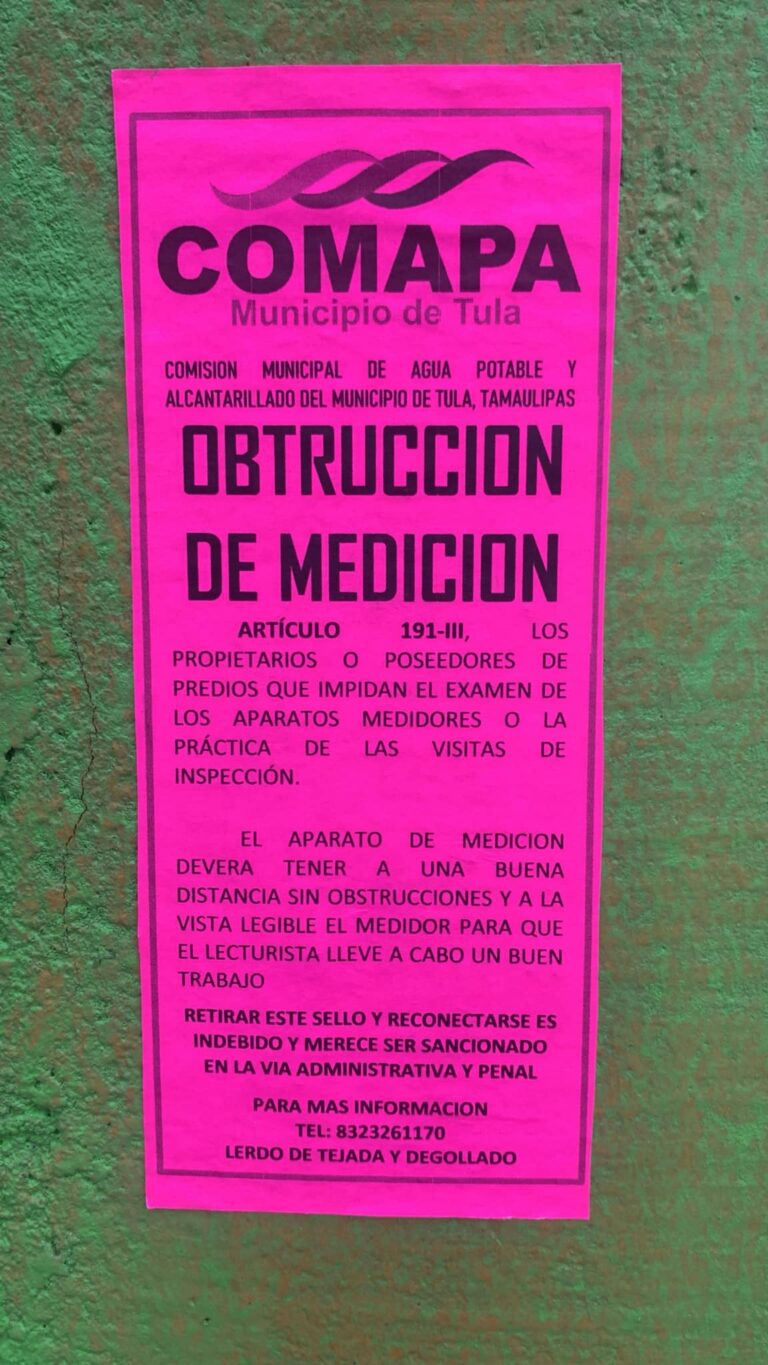 COMAPA
Municipio de Tula
COMISION MUNICIPAL DE AGUA POTABLE Y
ALCANTARILLADO DEL MUNICIPIO DE TULA, TAMAULIPAS
OBTRUCCION
DE MEDICION
ARTÍCULO 191-III, LOS
PROPIETARIOS O POSEEDORES DE
PREDIOS QUE IMPIDAN EL EXAMEN DE
LOS APARATOS MEDIDORES O LA
PRÁCTICA DE LAS VISITAS DE
INSPECCIÓN.
EL APARATO DE MEDICION
DEVERA TENER A UNA BUENA
DISTANCIA SIN OBSTRUCCIONES Y A LA
VISTA LEGIBLE EL MEDIDOR PARA QUE
EL LECTURISTA LLEVE A CABO UN BUEN
TRABAJO
RETIRAR ESTE SELLO Y RECONECTARSE ES
INDEBIDO Y MERECE SER SANCIONADO
EN LA VIA ADMINISTRATIVA Y PENAL
PARA MAS INFORMACION
TEL: 8323261170
LERDO DE TEJADA Y DEGOLLADO